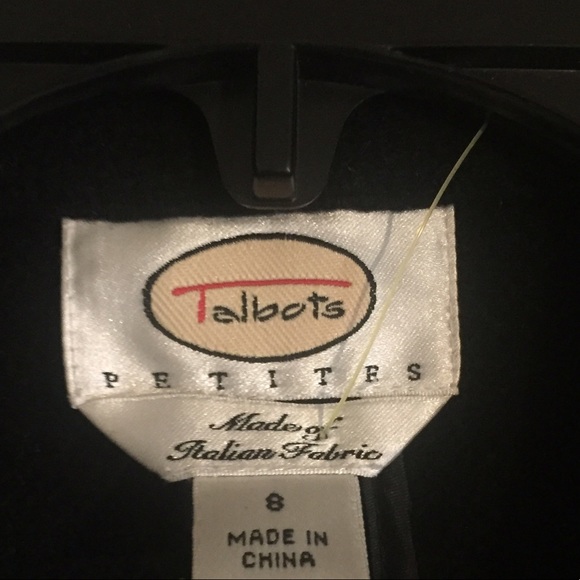 Talbots
PETITES
Made of
Italian Fabric
8
MADE IN
CHINA